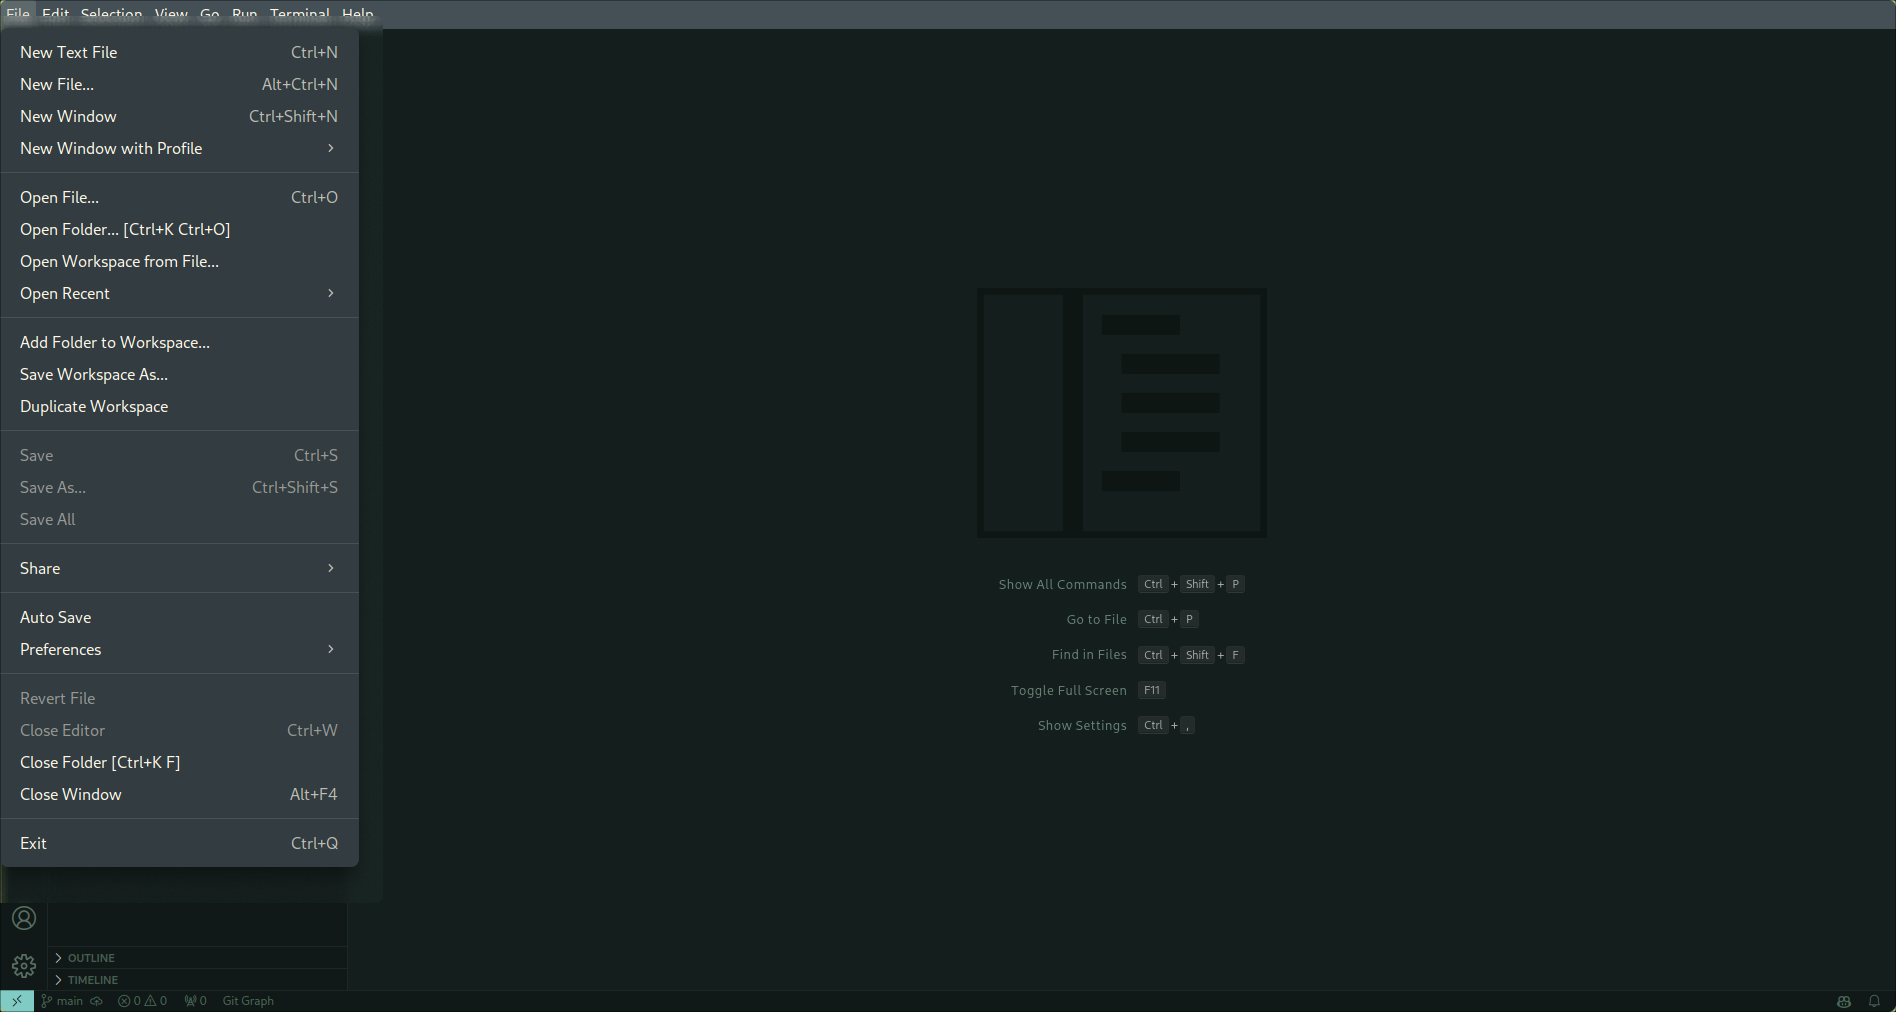 File Edit Selection View Go Run Terminal Help
New Text File Ctrl+N
New File... Alt+Ctrl+N
New Window Ctrl+Shift+N
New Window with Profile
Open File... Ctrl+O
Open Folder... [Ctrl+K Ctrl+O]
Open Workspace from File...
Open Recent
Add Folder to Workspace...
Save Workspace As...
Duplicate Workspace
Save Ctrl+S
Save As... Ctrl+Shift+S
Save All
Share
Auto Save
Preferences
Revert File
Close Editor Ctrl+W
Close Folder [Ctrl+K F]
Close Window Alt+F4
Exit Ctrl+Q
Show All Commands Ctrl + Shift + P
Go to File Ctrl + P
Find in Files Ctrl + Shift + F
Toggle Full Screen F11
Show Settings Ctrl + ,
OUTLINE
TIMELINE
main 0 0 0 Git Graph